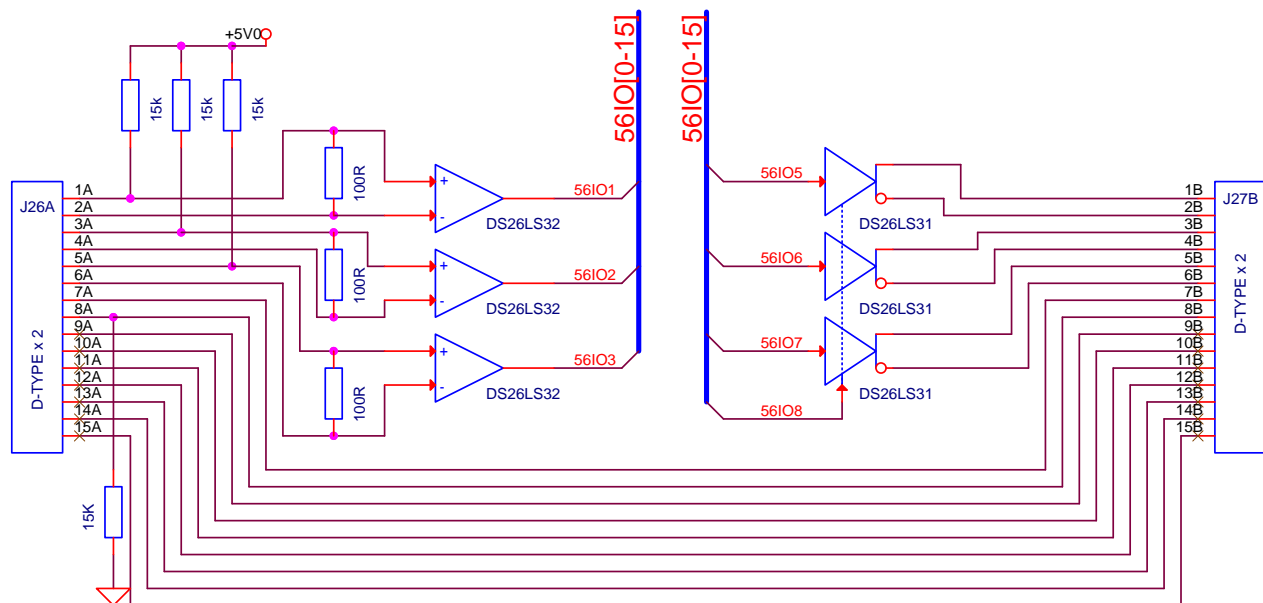 +5V0
56IO[0-15]
56IO[0-15]
15k
15k
15k
J26A
D-TYPE x 2
1A
2A
3A
4A
5A
6A
7A
8A
9A
10A
11A
12A
13A
14A
15A
15K
100R
100R
100R
DS26LS32
DS26LS32
DS26LS32
56IO1
56IO2
56IO3
56IO5
56IO6
56IO7
56IO8
DS26LS31
DS26LS31
DS26LS31
1B
2B
3B
4B
5B
6B
7B
8B
9B
10B
11B
12B
13B
14B
15B
J27B
D-TYPE x 2
+
-
+
-
+
-